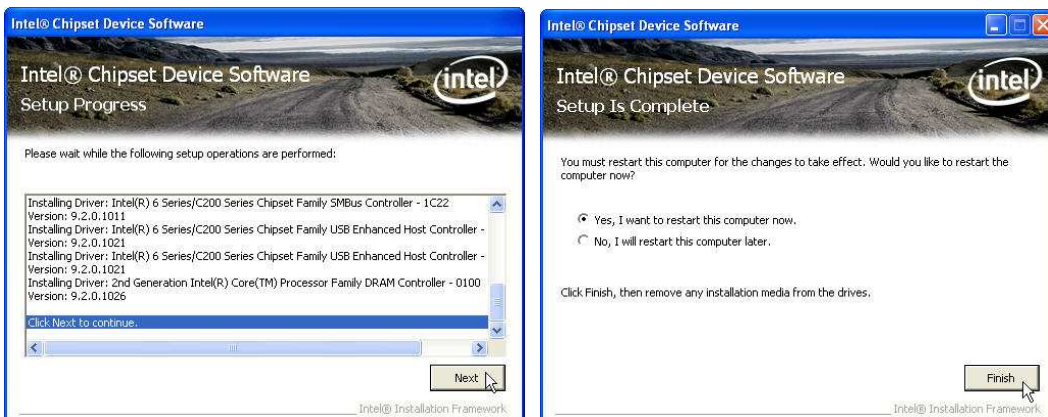 Intel® Chipset Device Software
Intel® Chipset Device Software
Setup Progress
intel
Please wait while the following setup operations are performed:
Installing Driver: Intel(R) 6 Series/C200 Series Chipset Family SMBus Controller - 1C22
Version: 9.2.0.1011
Installing Driver: Intel(R) 6 Series/C200 Series Chipset Family USB Enhanced Host Controller -
Version: 9.2.0.1021
Installing Driver: Intel(R) 6 Series/C200 Series Chipset Family USB Enhanced Host Controller -
Version: 9.2.0.1021
Installing Driver: 2nd Generation Intel(R) Core(TM) Processor Family DRAM Controller - 0100
Version: 9.2.0.1026
Click Next to continue.
Next
Intel® Installation Framework
Intel® Chipset Device Software
Intel® Chipset Device Software
Setup Is Complete
intel
You must restart this computer for the changes to take effect. Would you like to restart the
computer now?
Yes, I want to restart this computer now.
No, I will restart this computer later.
Click Finish, then remove any installation media from the drives.
Finish
Intel® Installation Framework